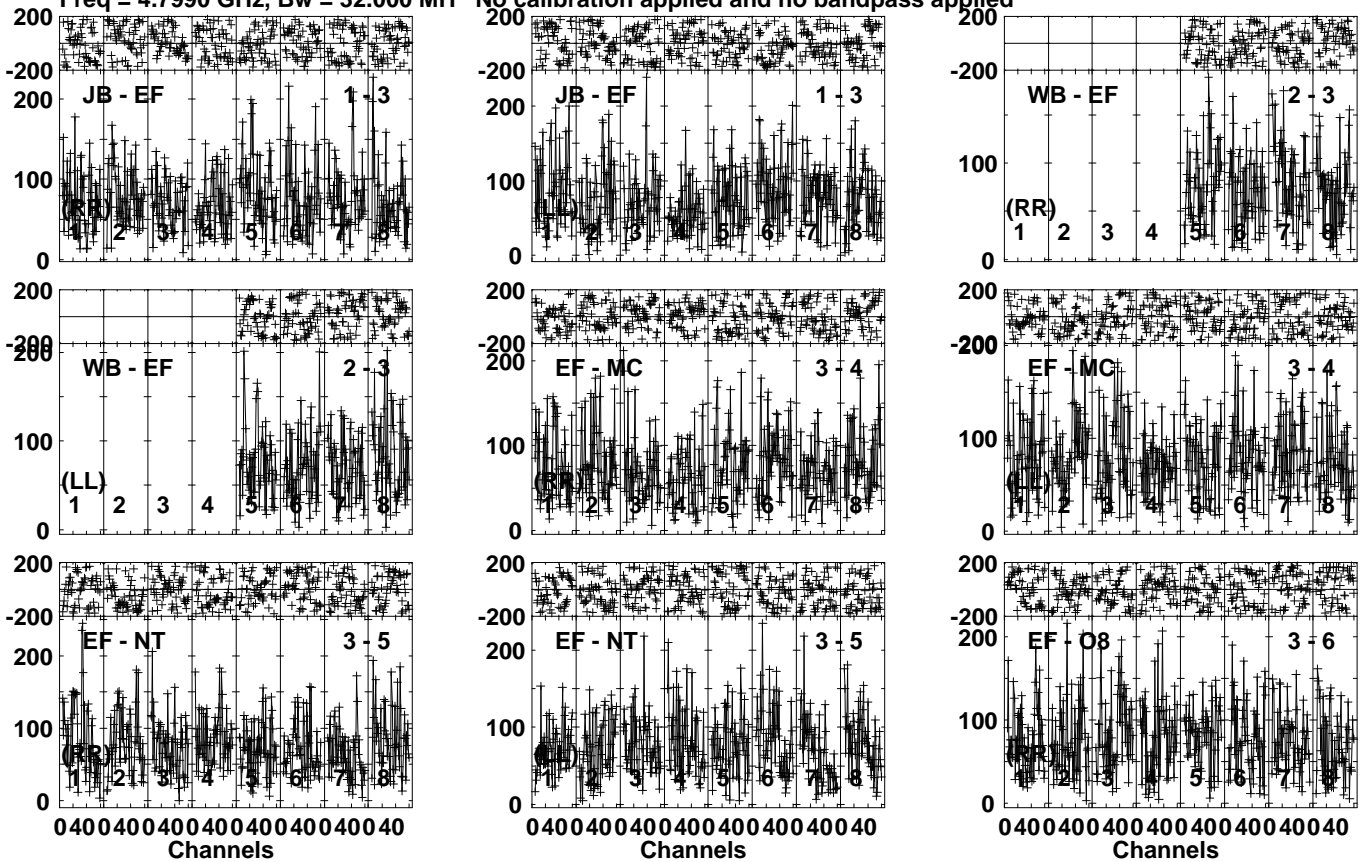 Freq = 4.7990 GHz, Bw = 32.000 MH No calibration applied and no bandpass applied
200 200 200
-200 -200 -200
200 JB - EF 1 - 3 200 JB - EF 1 - 3 WB - EF 2 - 3
100 100 100
(RR) (LL) (RR)
1 2 3 4 5 6 7 8 1 2 3 4 5 6 7 8 1 2 3 4 5 6 7 8
0 0 0
200 200 200
-200 -200 -200
200 WB - EF 2 - 3 200 EF - MC 3 - 4 200 EF - MC 3 - 4
100 100 100
(LL) (RR) (LL)
1 2 3 4 5 6 7 8 1 2 3 4 5 6 7 8 1 2 3 4 5 6 7 8
0 0 0
200 200 200
-200 -200 -200
200 EF - NT 3 - 5 200 EF - NT 3 - 5 200 EF - O8 3 - 6
100 100 100
(RR) (LL) (RR)
1 2 3 4 5 6 7 8 1 2 3 4 5 6 7 8 1 2 3 4 5 6 7 8
0 0 0
0 40 0 40 0 40 0 40 0 40 0 40 0 40 0 40 0 40 0 40 0 40 0 40 0 40 0 40 0 40 0 40 0 40 0 40 0 40 0 40 0 40 0 40 0 40 0 40
Channels Channels Channels